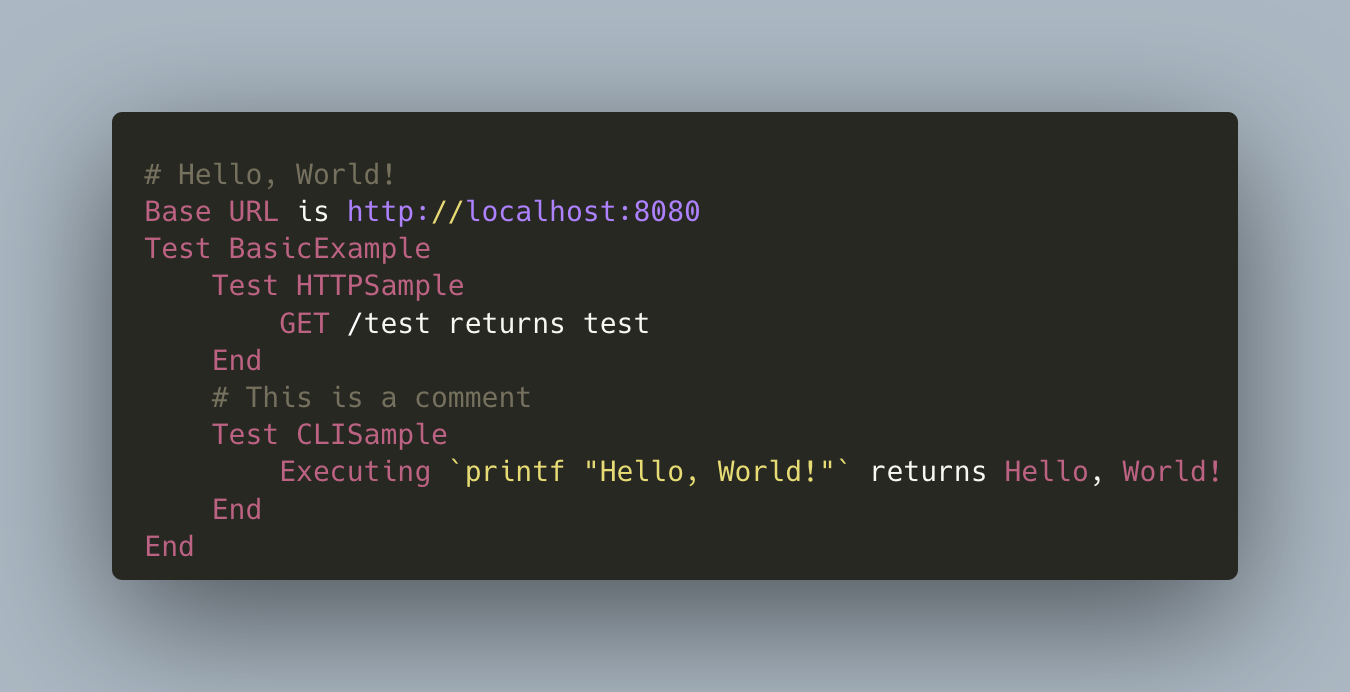 # Hello, World!
Base URL is http://localhost:8080
Test BasicExample
    Test HTTPSample
        GET /test returns test
    End
    # This is a comment
    Test CLISample
        Executing `printf "Hello, World!"` returns Hello, World!
    End
End